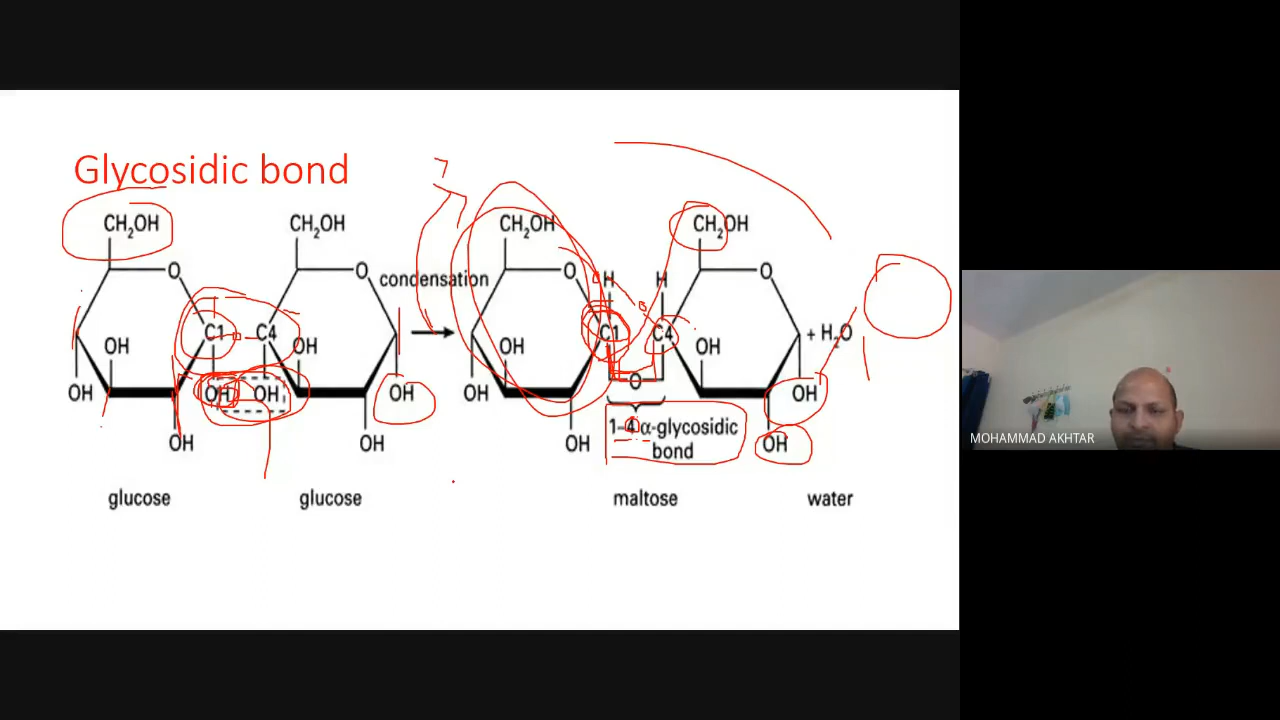 Glycosidic bond
CH₂OH CH₂OH CH₂OH CH₂OH
O O condensation O H H O
C1 C4 C1 C4 + H₂O
OH OH OH OH
OH OH OH OH OH O OH
OH OH OH OH
1-4 α-glycosidic
bond
glucose glucose maltose water
MOHAMMAD AKHTAR